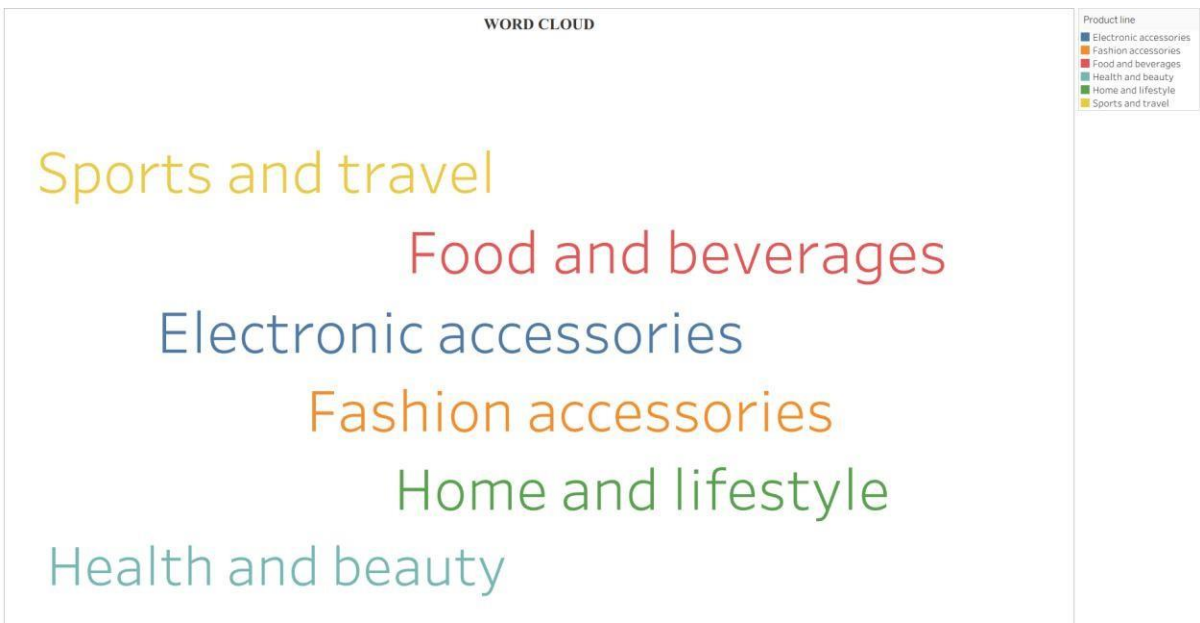 WORD CLOUD
Product line
Electronic accessories
Fashion accessories
Food and beverages
Health and beauty
Home and lifestyle
Sports and travel
Sports and travel
Food and beverages
Electronic accessories
Fashion accessories
Home and lifestyle
Health and beauty